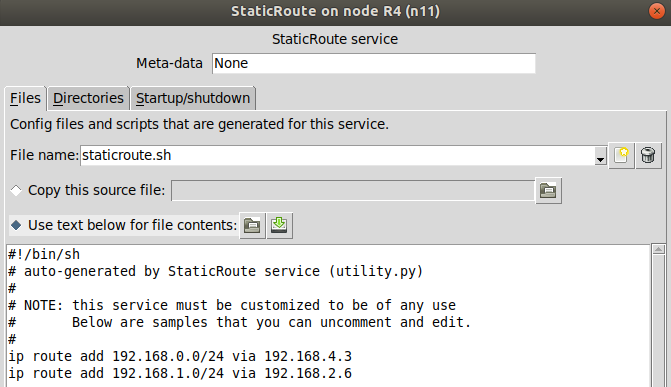 StaticRoute on node R4 (n11)
StaticRoute service
Meta-data None
Files Directories Startup/shutdown
Config files and scripts that are generated for this service.
File name: staticroute.sh
Copy this source file:
Use text below for file contents:
#!/bin/sh
# auto-generated by StaticRoute service (utility.py)
#
# NOTE: this service must be customized to be of any use
#       Below are samples that you can uncomment and edit.
#
ip route add 192.168.0.0/24 via 192.168.4.3
ip route add 192.168.1.0/24 via 192.168.2.6